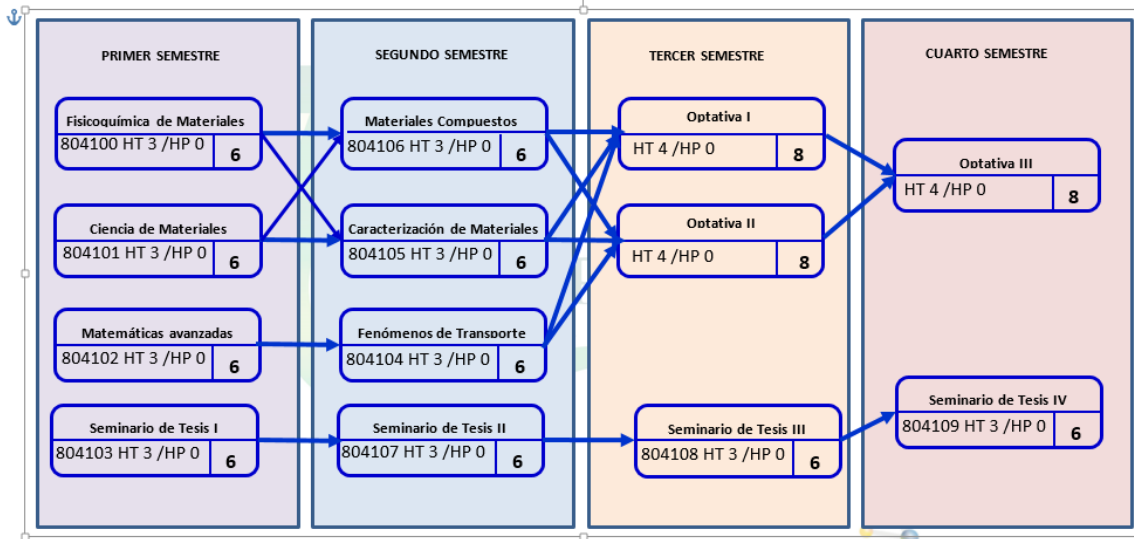 PRIMER SEMESTRE
Fisicoquímica de Materiales
804100 HT 3 /HP 0
6
Ciencia de Materiales
804101 HT 3 /HP 0
6
Matemáticas avanzadas
804102 HT 3 /HP 0
6
Seminario de Tesis I
804103 HT 3 /HP 0
6
SEGUNDO SEMESTRE
Materiales Compuestos
804106 HT 3 /HP 0
6
Caracterización de Materiales
804105 HT 3 /HP 0
6
Fenómenos de Transporte
804104 HT 3 /HP 0
6
Seminario de Tesis II
804107 HT 3 /HP 0
6
TERCER SEMESTRE
Optativa I
HT 4 /HP 0
8
Optativa II
HT 4 /HP 0
8
Seminario de Tesis III
804108 HT 3 /HP 0
6
CUARTO SEMESTRE
Optativa III
HT 4 /HP 0
8
Seminario de Tesis IV
804109 HT 3 /HP 0
6